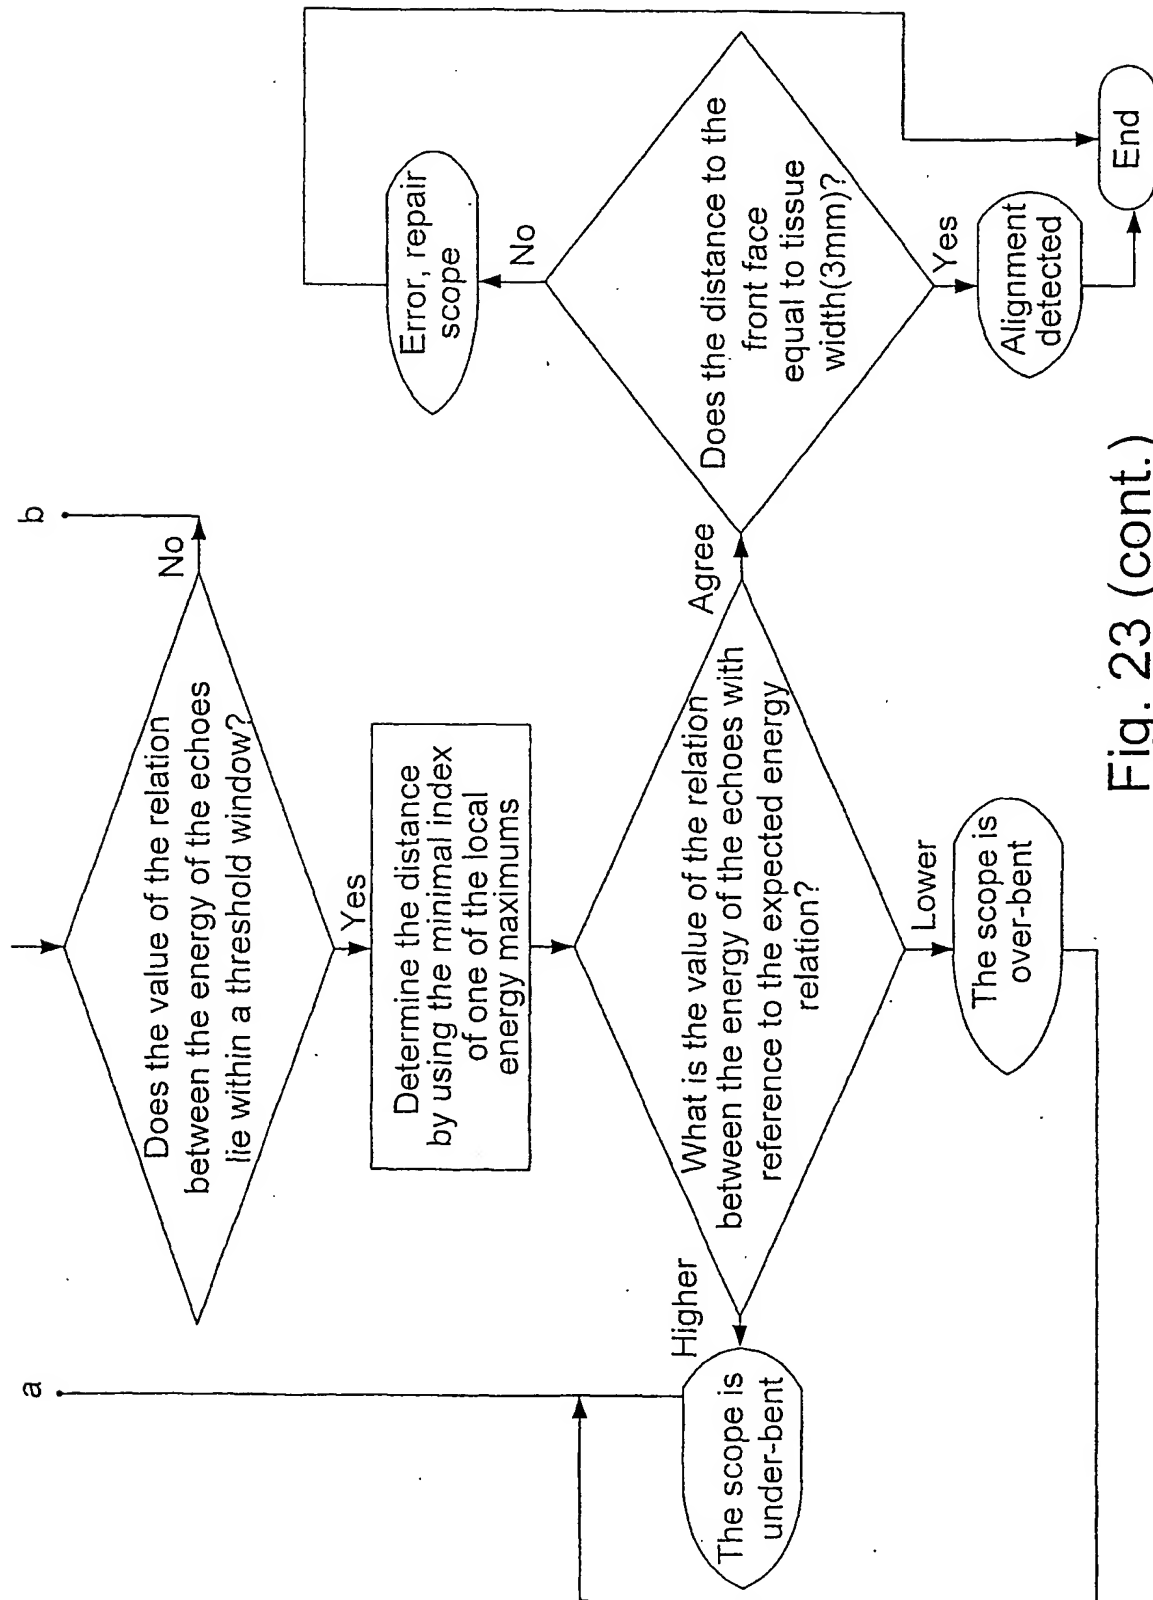 a
b
Does the value of the relation
between the energy of the echoes
lie within a threshold window?
No
Yes
Determine the distance
by using the minimal index
of one of the local
energy maximums
What is the value of the relation
between the energy of the echoes with
reference to the expected energy
relation?
Higher
The scope is
under-bent
Lower
The scope is
over-bent
Agree
Does the distance to the
front face
equal to tissue
width(3mm)?
No
Error, repair
scope
Yes
Alignment
detected
End
Fig. 23 (cont.)